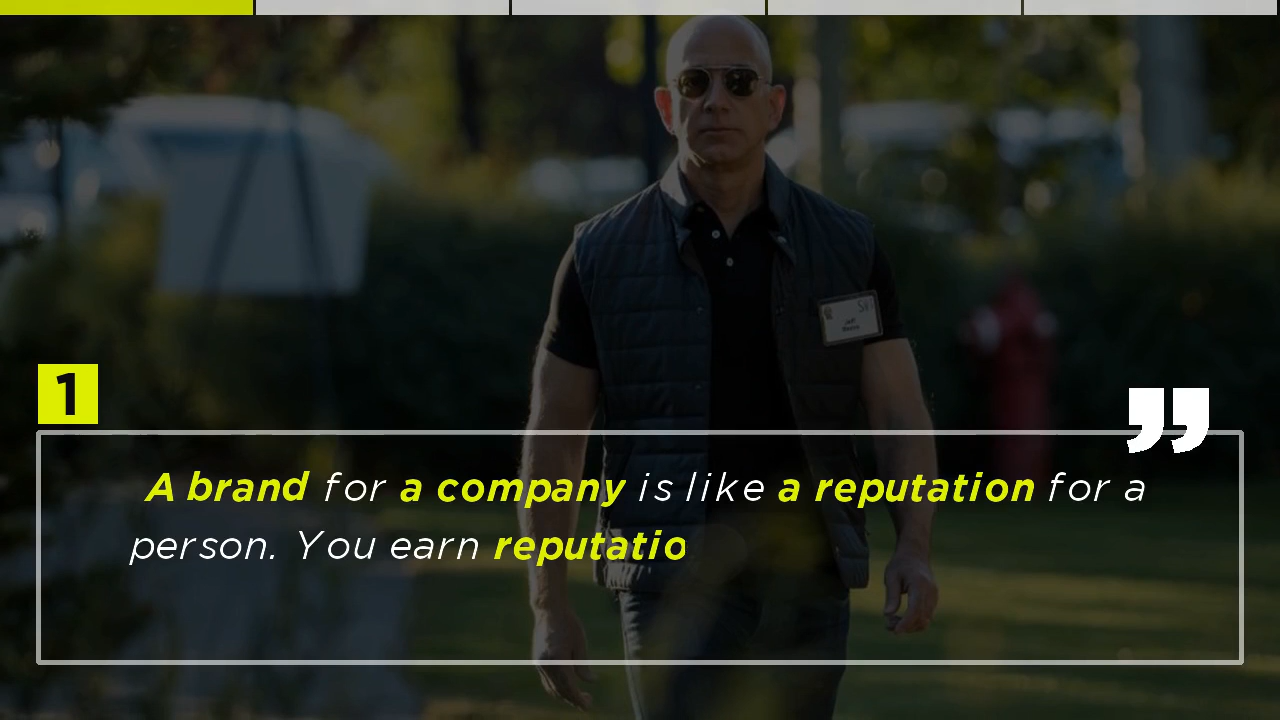 1
”
A brand for a company is like a reputation for a
person. You earn reputatio